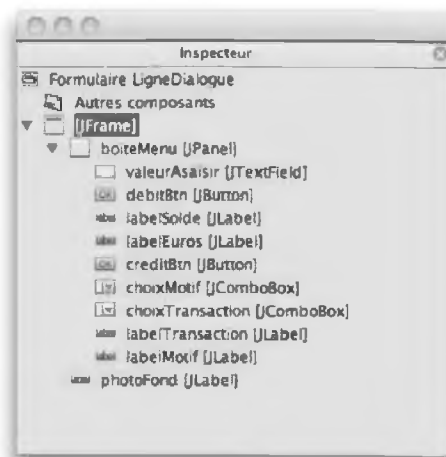 Inspecteur
Formulaire LigneDialogue
Autres composants
[JFrame]
boiteMenu [JPanel]
valeurAsaisir [JTextField]
debitBtn [JButton]
labelSolde [JLabel]
labelEuros [JLabel]
creditBtn [JButton]
choixMotif [JComboBox]
choixTransaction [JComboBox]
labelTransaction [JLabel]
labelMotif [JLabel]
photoFond [JLabel]